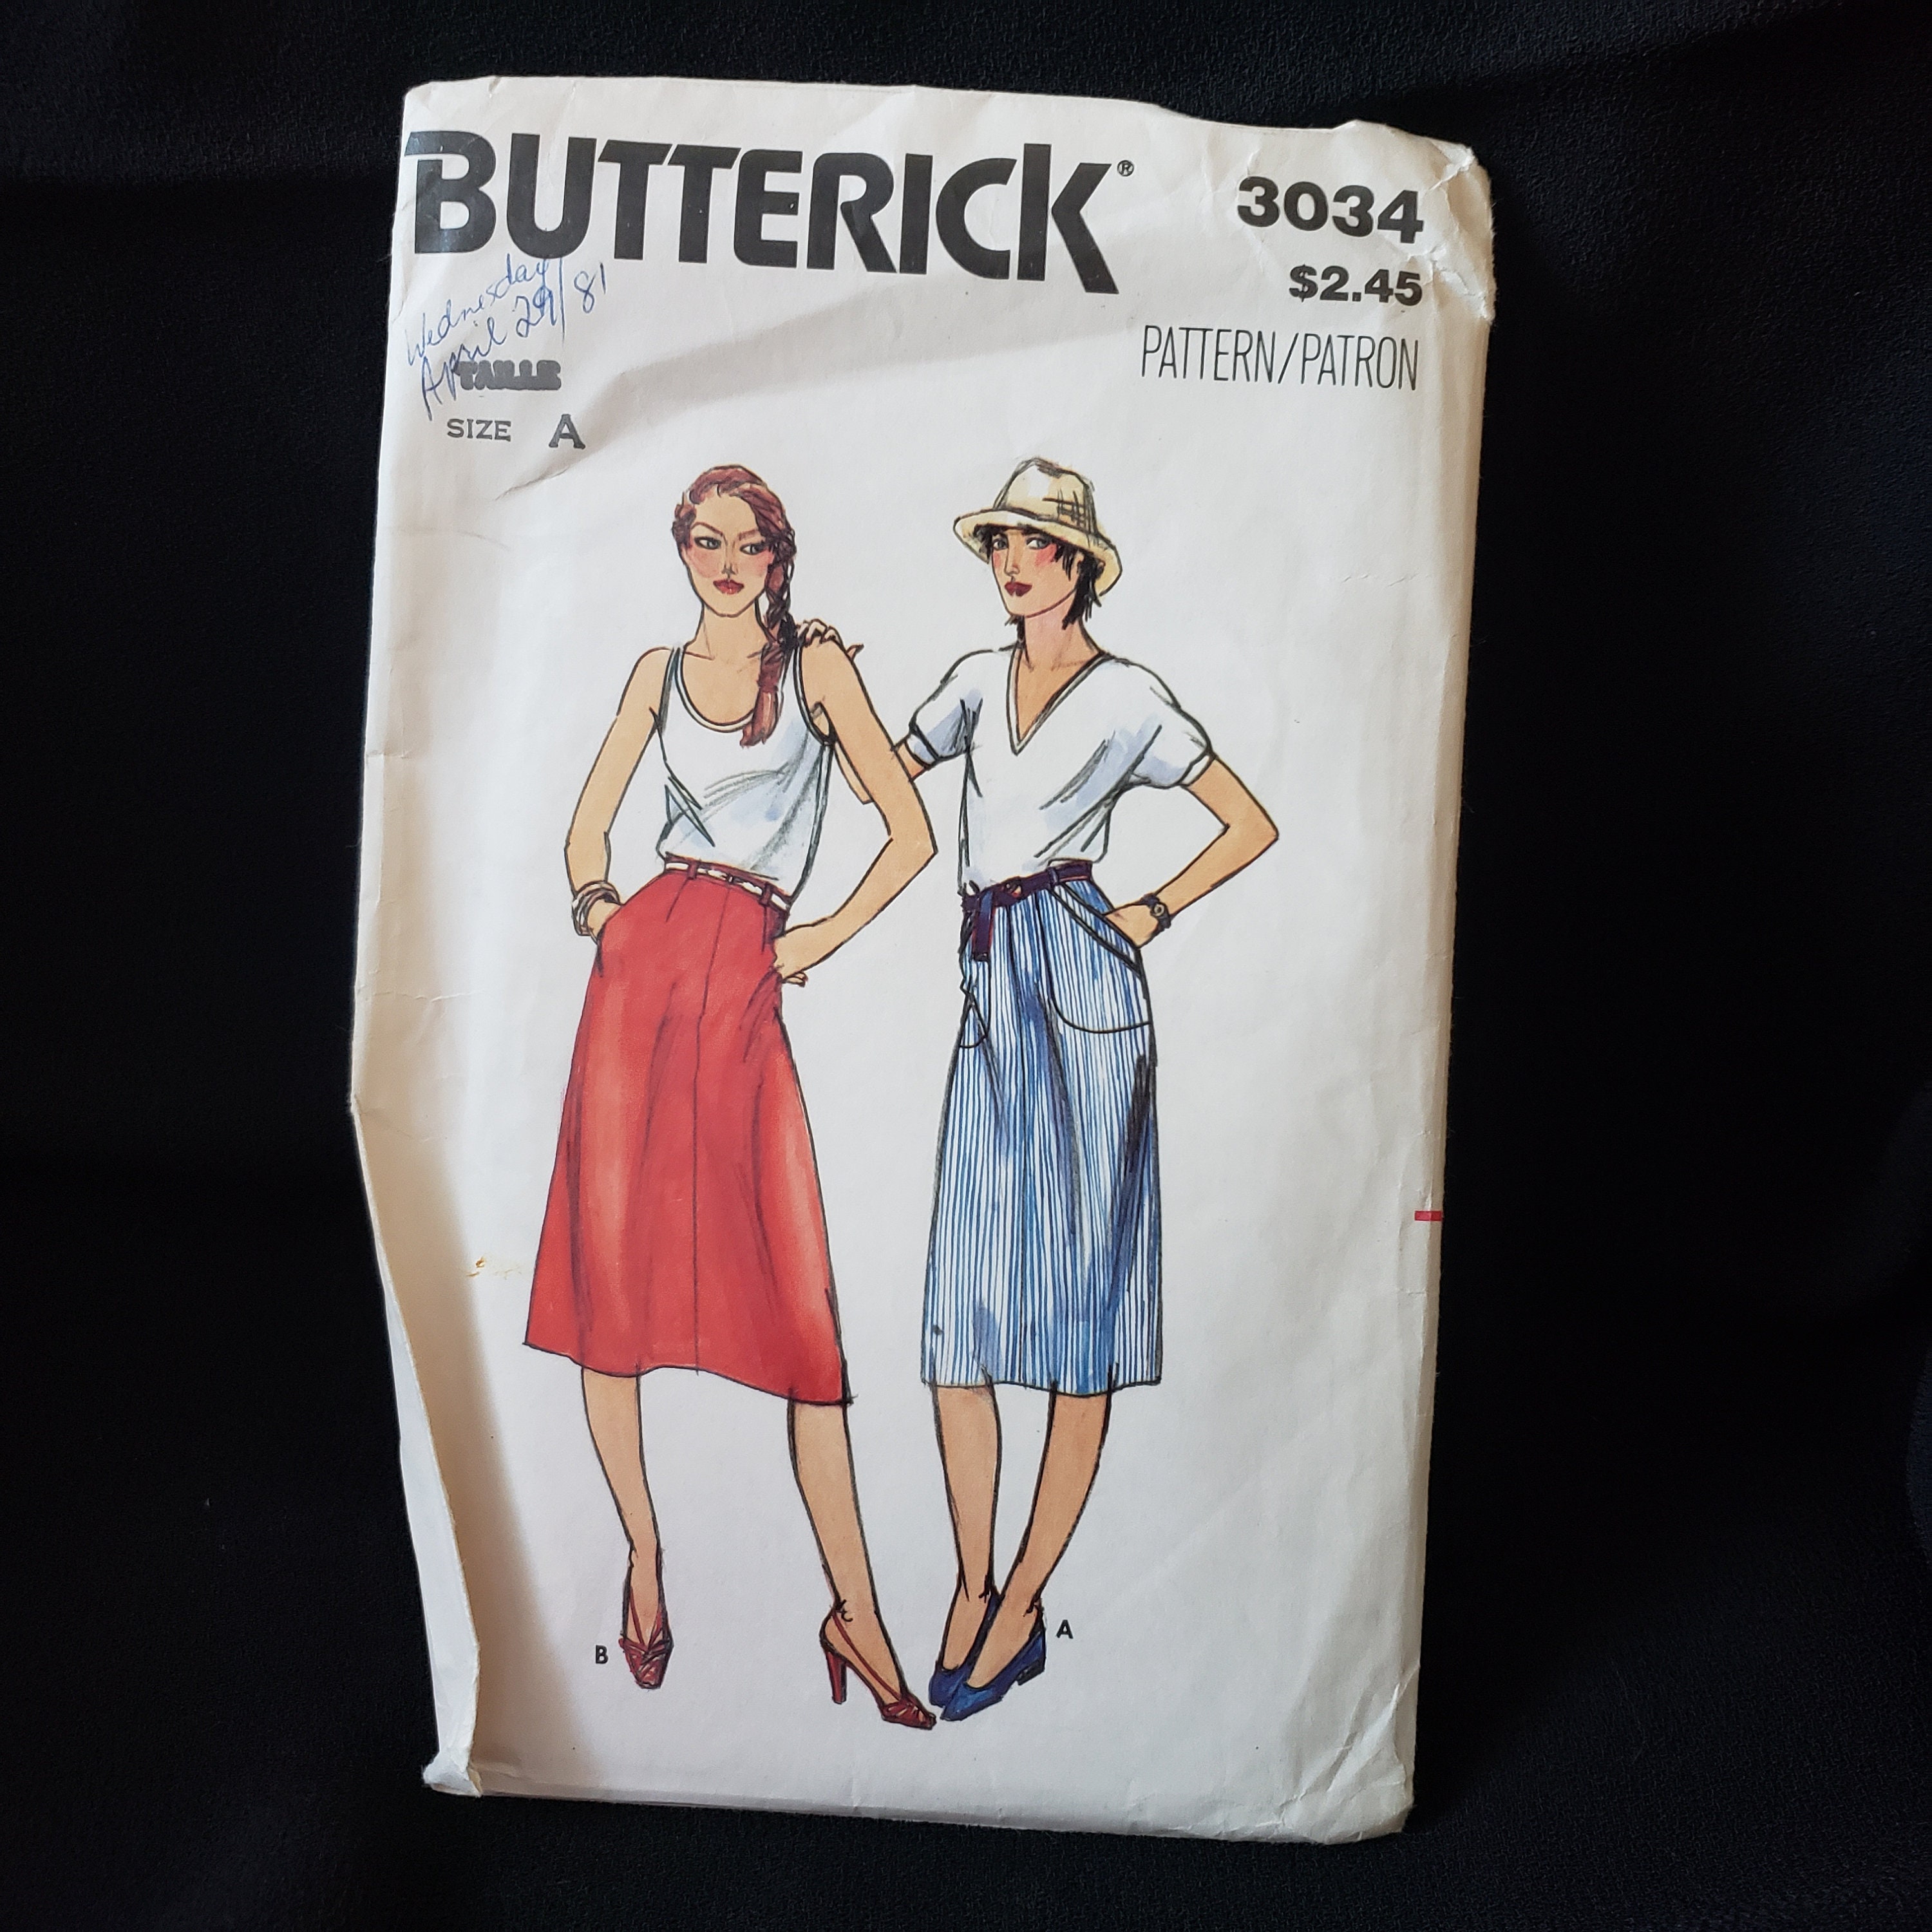 BUTTERICK®
3034
$2.45
PATTERN/PATRON
Wednesday
April 29/81
TAILLE
SIZE A
B
A